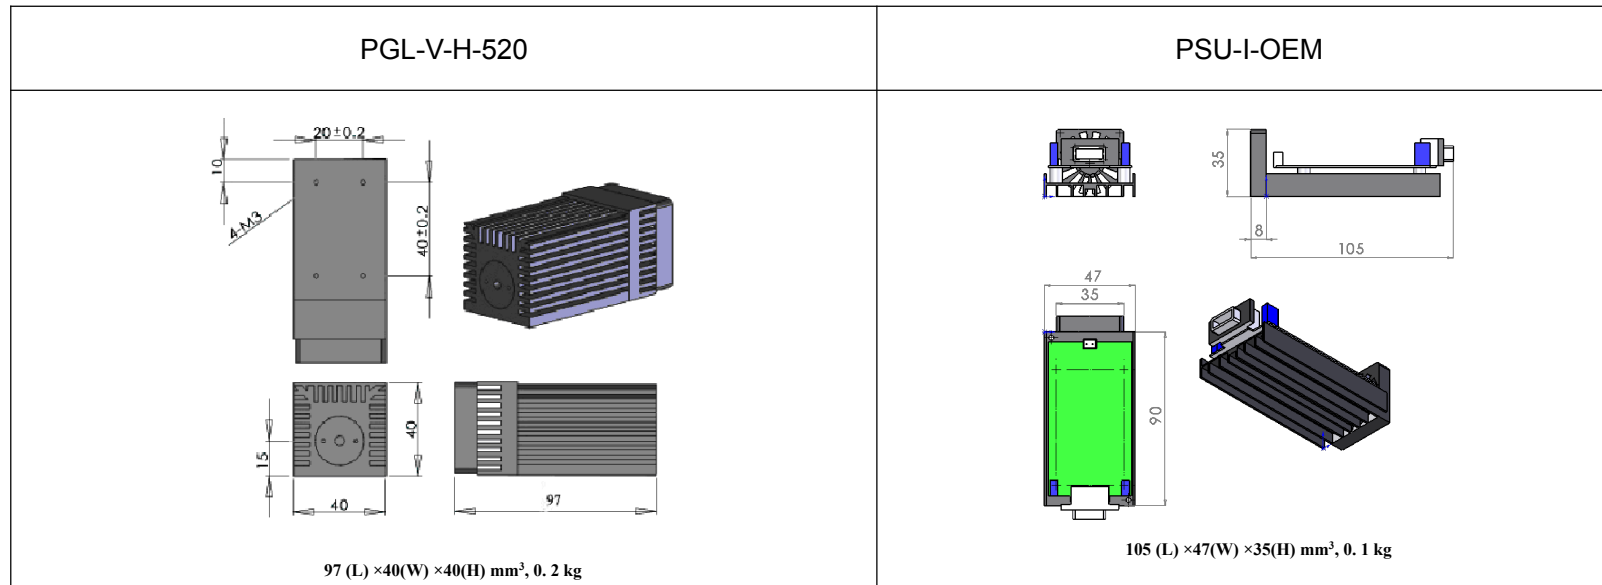 PGL-V-H-520
PSU-I-OEM
20±0.2
10
4-M3
40±0.2
40
15
40
97
97 (L) ×40(W) ×40(H) mm³, 0. 2 kg
35
8
105
47
35
90
105 (L) ×47(W) ×35(H) mm³, 0. 1 kg